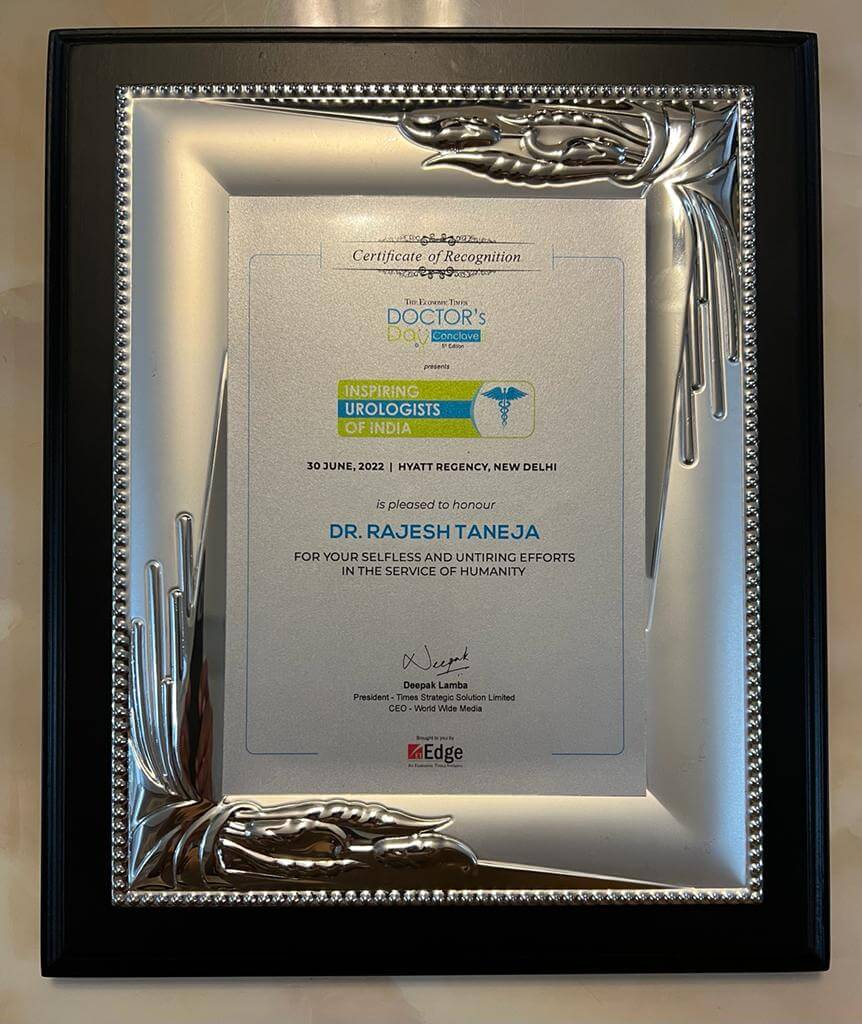 Certificate of Recognition
THE ECONOMIC TIMES
DOCTOR's
Day Conclave
5th Edition
presents
INSPIRING
UROLOGISTS
OF INDIA
30 JUNE, 2022 | HYATT REGENCY, NEW DELHI
is pleased to honour
DR. RAJESH TANEJA
FOR YOUR SELFLESS AND UNTIRING EFFORTS
IN THE SERVICE OF HUMANITY
Deepak
Deepak Lamba
President - Times Strategic Solution Limited
CEO - World Wide Media
Brought to you by
ET Edge
An Economic Times Initiative